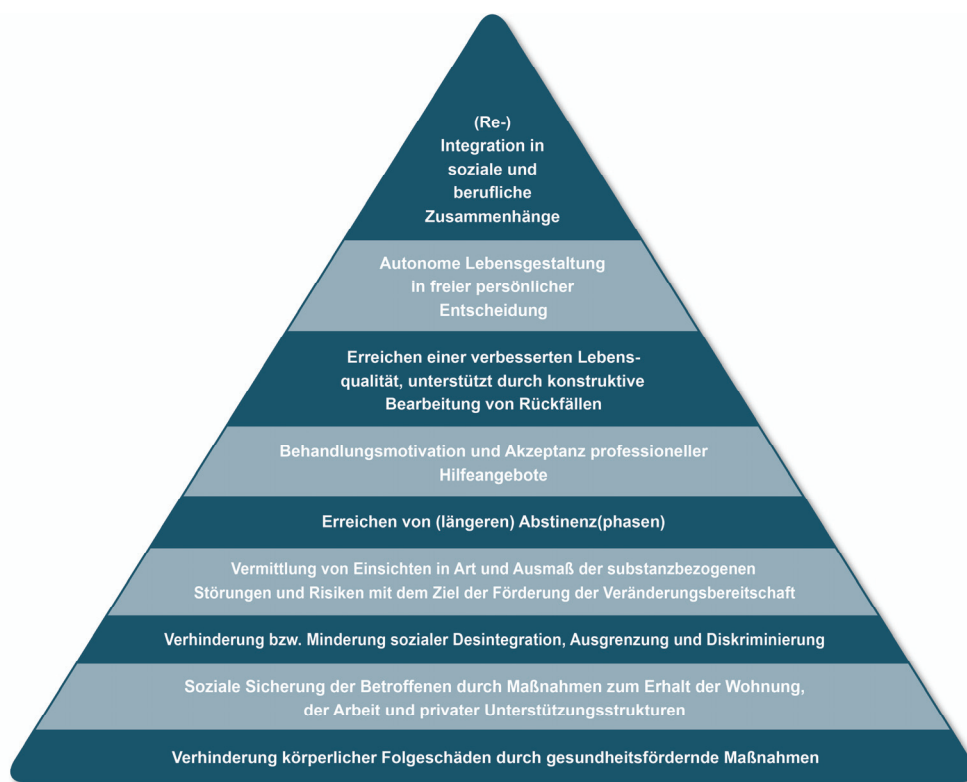 (Re-)
Integration in
soziale und
berufliche
Zusammenhänge
Autonome Lebensgestaltung
In freier persönlicher
Entscheidung
Erreichen einer verbesserten Lebens-
qualität, unterstützt durch konstruktive
Bearbeitung von Rückfällen
Behandlungsmotivation und Akzeptanz professioneller
Hilfeangebote
Erreichen von (längeren) Abstinenz(phasen)
Vermittlung von Einsichten in Art und Ausmaß der substanzbezogenen
Störungen und Risiken mit dem Ziel der Förderung der Veränderungsbereitschaft
Verhinderung bzw. Minderung sozialer Desintegration, Ausgrenzung und Diskriminierung
Soziale Sicherung der Betroffenen durch Maßnahmen zum Erhalt der Wohnung,
der Arbeit und privater Unterstützungsstrukturen
Verhinderung körperlicher Folgeschäden durch gesundheitsfördernde Maßnahmen